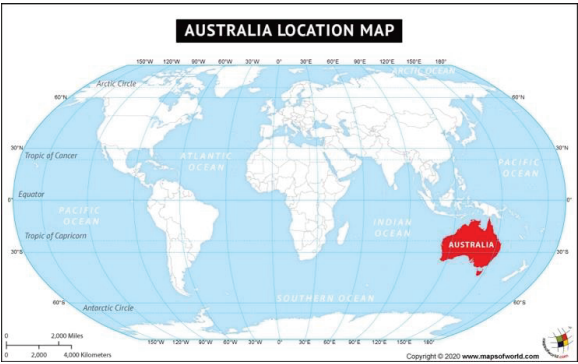 AUSTRALIA LOCATION MAP
150°W 120°W 90°W 60°W 30°W 0° 30°E 60°E 90°E 120°E 150°E 180°
ARCTIC OCEAN
Arctic Circle
60°N 60°N
30°N 30°N
Tropic of Cancer
ATLANTIC
OCEAN
PACIFIC
OCEAN
Equator
0° 0°
PACIFIC
OCEAN
INDIAN
OCEAN
Tropic of Capricorn
AUSTRALIA
30°S 30°S
SOUTHERN OCEAN
60°S 60°S
Antarctic Circle
150°W 120°W 90°W 60°W 30°W 0° 30°E 60°E 90°E 120°E 150°E 180°
0 2,000 Miles
0 2,000 4,000 Kilometers
Copyright © 2020 www.mapsofworld.com